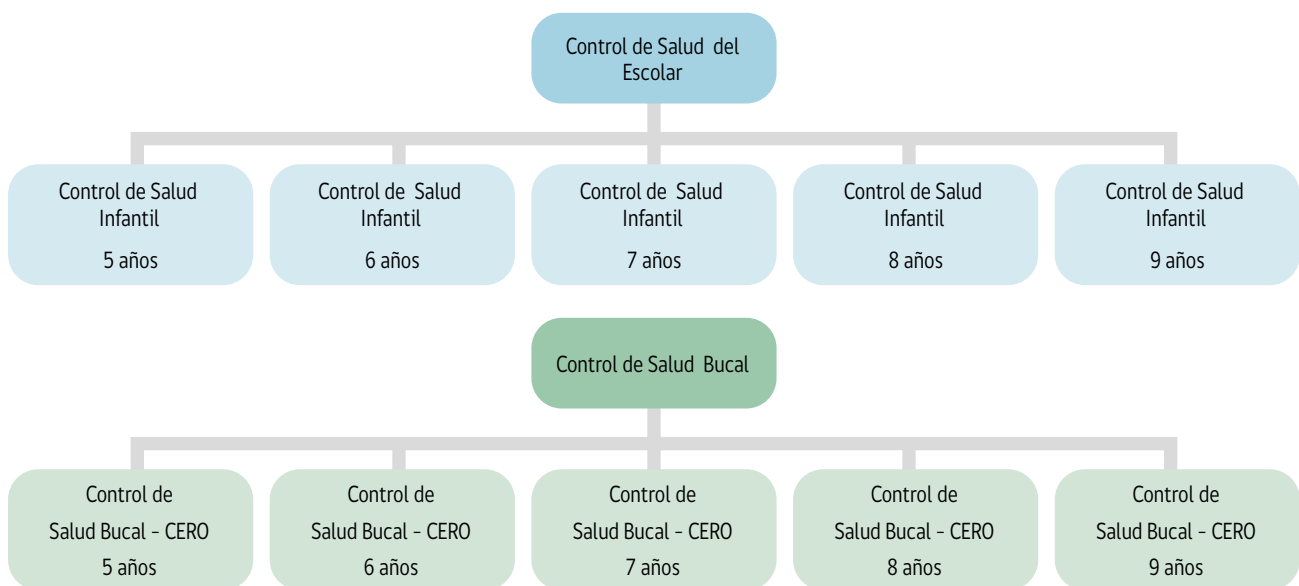 Control de Salud del
Escolar
Control de Salud
Infantil
5 años
Control de Salud
Infantil
6 años
Control de Salud
Infantil
7 años
Control de Salud
Infantil
8 años
Control de Salud
Infantil
9 años
Control de Salud Bucal
Control de
Salud Bucal – CERO
5 años
Control de
Salud Bucal – CERO
6 años
Control de
Salud Bucal – CERO
7 años
Control de
Salud Bucal – CERO
8 años
Control de
Salud Bucal – CERO
9 años